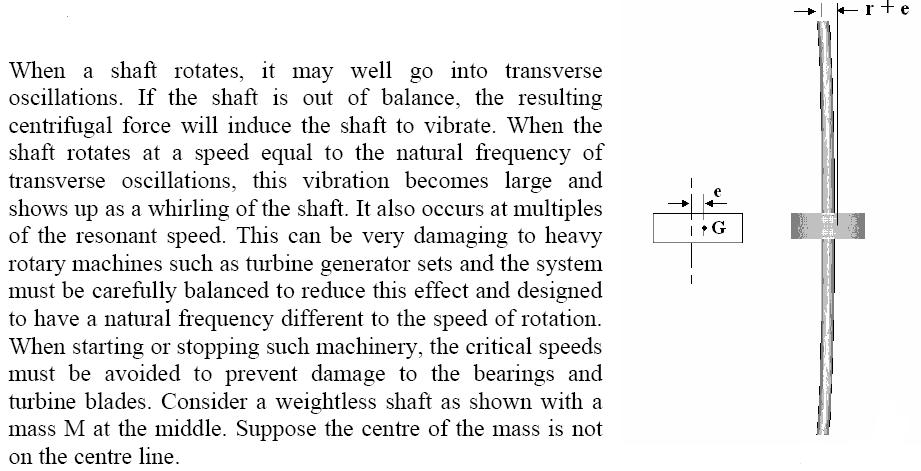 r + e
When a shaft rotates, it may well go into transverse
oscillations. If the shaft is out of balance, the resulting
centrifugal force will induce the shaft to vibrate. When the
shaft rotates at a speed equal to the natural frequency of
transverse oscillations, this vibration becomes large and
shows up as a whirling of the shaft. It also occurs at multiples
of the resonant speed. This can be very damaging to heavy
rotary machines such as turbine generator sets and the system
must be carefully balanced to reduce this effect and designed
to have a natural frequency different to the speed of rotation.
When starting or stopping such machinery, the critical speeds
must be avoided to prevent damage to the bearings and
turbine blades. Consider a weightless shaft as shown with a
mass M at the middle. Suppose the centre of the mass is not
on the centre line.
e
G